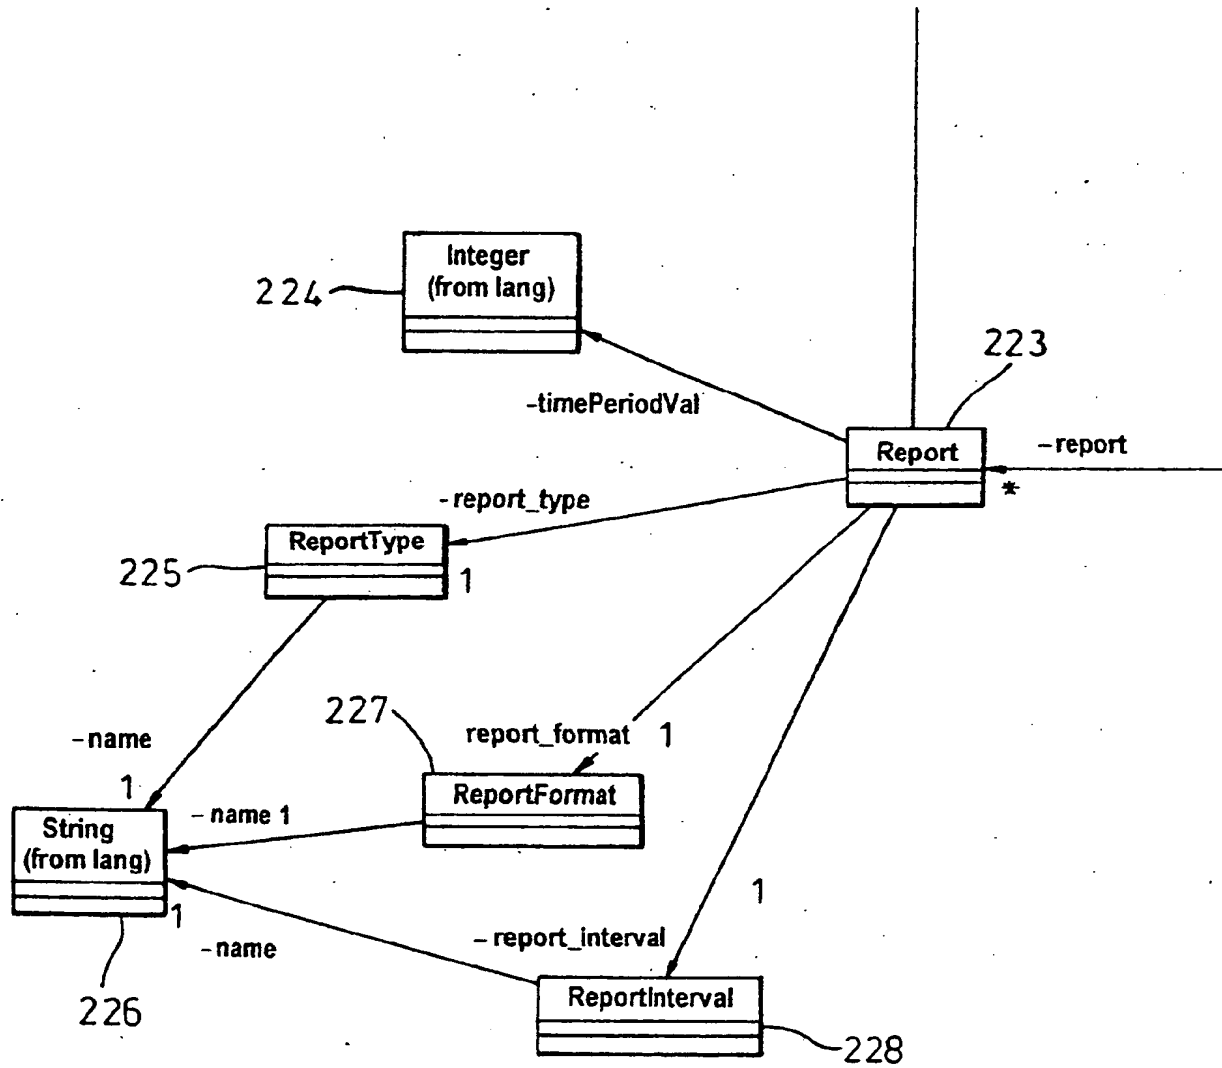 Integer
(from lang)
224
223
-timePeriodVal
Report
-report
*
-report_type
ReportType
225
1
227
report_format 1
-name
1
ReportFormat
-name 1
String
(from lang)
1
1
-report_interval
-name
ReportInterval
226
228